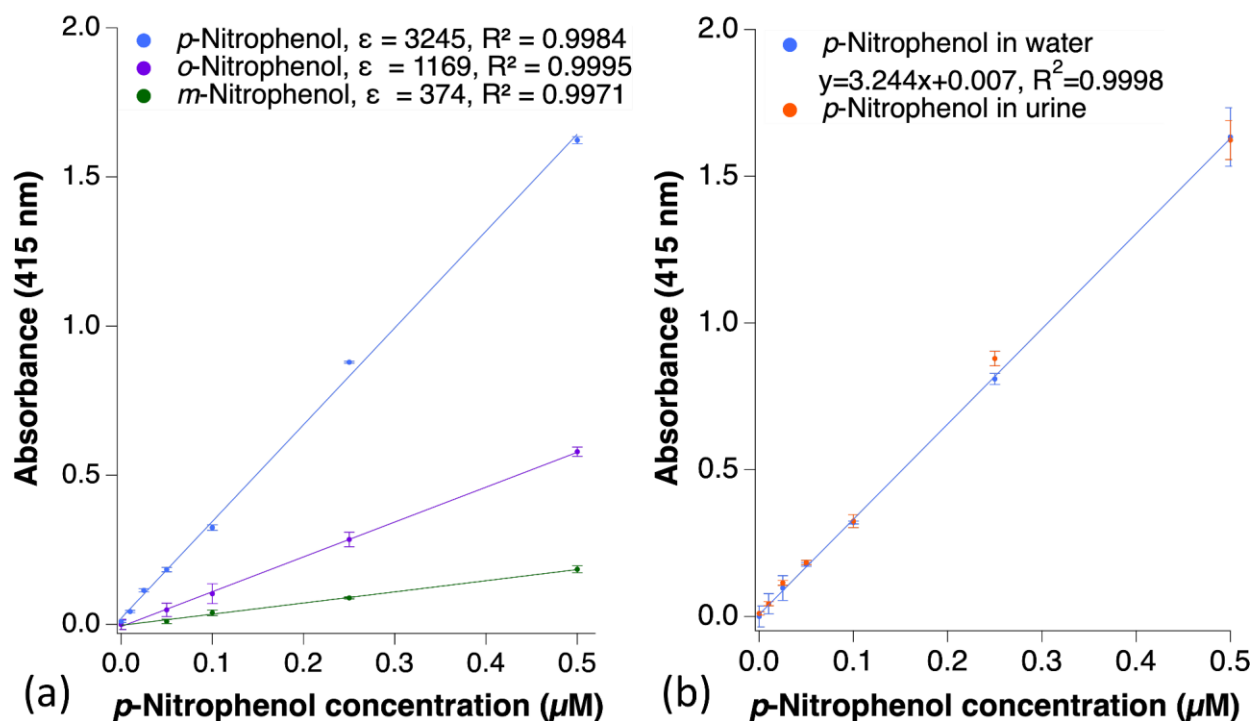 2.0
1.5
1.0
0.5
0.0
Absorbance (415 nm)
p-Nitrophenol, ε = 3245, R² = 0.9984
o-Nitrophenol, ε = 1169, R² = 0.9995
m-Nitrophenol, ε = 374, R² = 0.9971
0.0 0.1 0.2 0.3 0.4 0.5
p-Nitrophenol concentration (µM)
(a)
2.0
1.5
1.0
0.5
0.0
Absorbance (415 nm)
p-Nitrophenol in water
y=3.244x+0.007, R²=0.9998
p-Nitrophenol in urine
0.0 0.1 0.2 0.3 0.4 0.5
p-Nitrophenol concentration (µM)
(b)